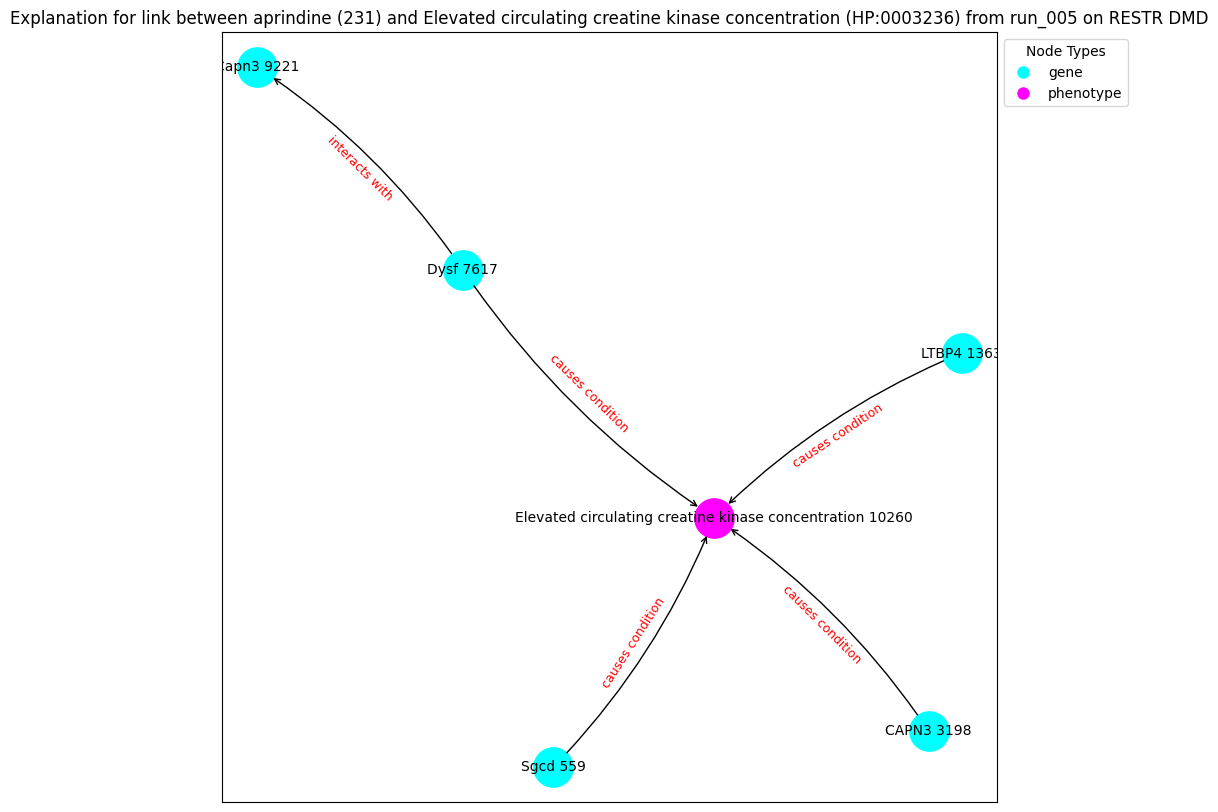 Explanation for link between aprindine (231) and Elevated circulating creatine kinase concentration (HP:0003236) from run_005 on RESTR DMD
Node Types
gene
phenotype
apn3 9221
interacts with
Dysf 7617
causes condition
LTBP4 1363
causes condition
Elevated circulating creatine kinase concentration 10260
causes condition
causes condition
CAPN3 3198
Sgcd 559